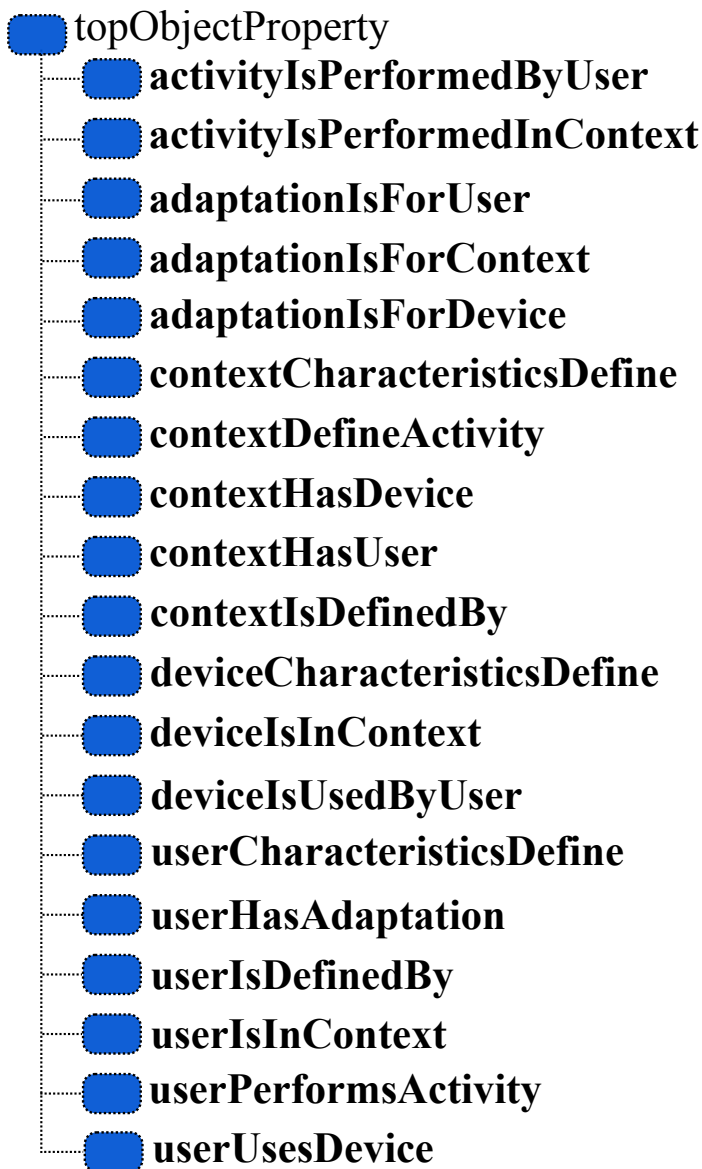 topObjectProperty
activityIsPerformedByUser
activityIsPerformedInContext
adaptationIsForUser
adaptationIsForContext
adaptationIsForDevice
contextCharacteristicsDefine
contextDefineActivity
contextHasDevice
contextHasUser
contextIsDefinedBy
deviceCharacteristicsDefine
deviceIsInContext
deviceIsUsedByUser
userCharacteristicsDefine
userHasAdaptation
userIsDefinedBy
userIsInContext
userPerformsActivity
userUsesDevice